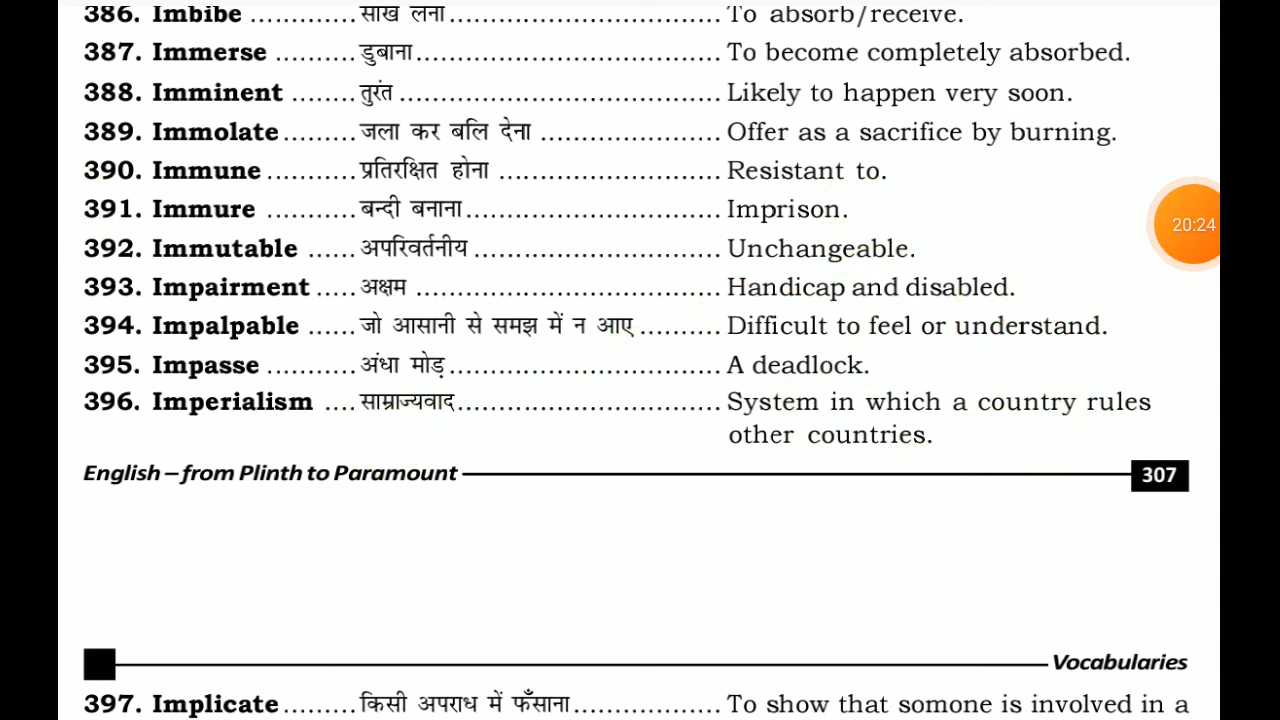 386. Imbibe ............ साख लना ....................................... To absorb/receive.
387. Immerse .......... डुबाना ...................................... To become completely absorbed.
388. Imminent ........ तुरंत ........................................ Likely to happen very soon.
389. Immolate ......... जला कर बलि देना ...................... Offer as a sacrifice by burning.
390. Immune ........... प्रतिरक्षित होना ........................... Resistant to.
391. Immure ........... बन्दी बनाना ................................ Imprison.
392. Immutable ...... अपरिवर्तनीय ............................... Unchangeable.
20:24
393. Impairment ..... अक्षम ...................................... Handicap and disabled.
394. Impalpable ...... जो आसानी से समझ में न आए .......... Difficult to feel or understand.
395. Impasse ........... अंधा मोड़ .................................. A deadlock.
396. Imperialism .... साम्राज्यवाद ................................. System in which a country rules
other countries.
English – from Plinth to Paramount 307
Vocabularies
397. Implicate ......... किसी अपराध में फँसाना .................. To show that somone is involved in a